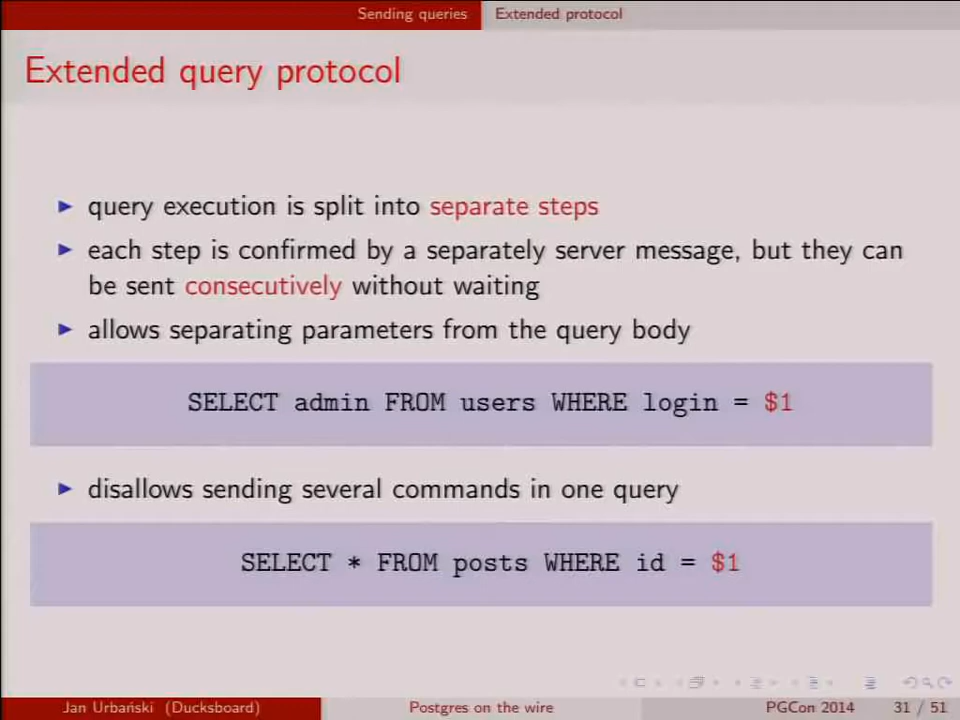 Sending queries Extended protocol
Extended query protocol
query execution is split into separate steps
each step is confirmed by a separately server message, but they can
be sent consecutively without waiting
allows separating parameters from the query body
SELECT admin FROM users WHERE login = $1
disallows sending several commands in one query
SELECT * FROM posts WHERE id = $1
Jan Urbański (Ducksboard) Postgres on the wire PGCon 2014 31 / 51